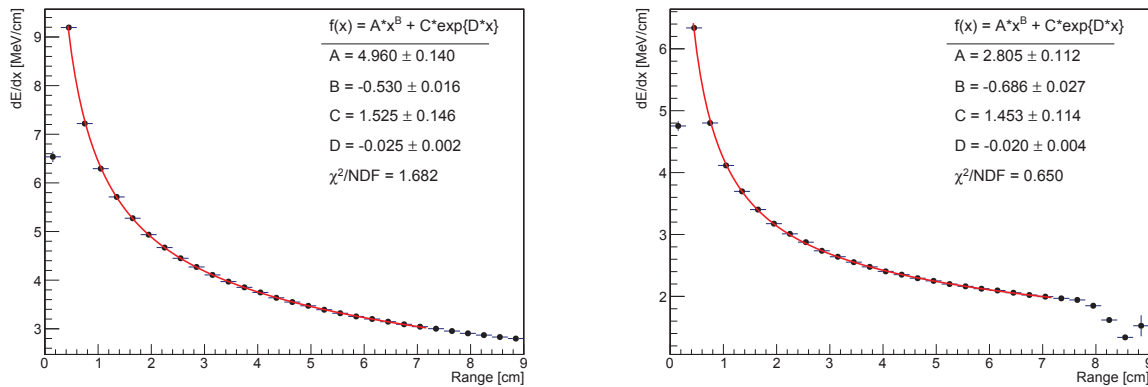 dE/dx [MeV/cm]
9
8
7
6
5
4
3
f(x) = A*x^B + C*exp{D*x}
A = 4.960 ± 0.140
B = -0.530 ± 0.016
C = 1.525 ± 0.146
D = -0.025 ± 0.002
χ²/NDF = 1.682
0 1 2 3 4 5 6 7 8 9
Range [cm]
dE/dx [MeV/cm]
6
5
4
3
2
f(x) = A*x^B + C*exp{D*x}
A = 2.805 ± 0.112
B = -0.686 ± 0.027
C = 1.453 ± 0.114
D = -0.020 ± 0.004
χ²/NDF = 0.650
0 1 2 3 4 5 6 7 8
Range [cm]